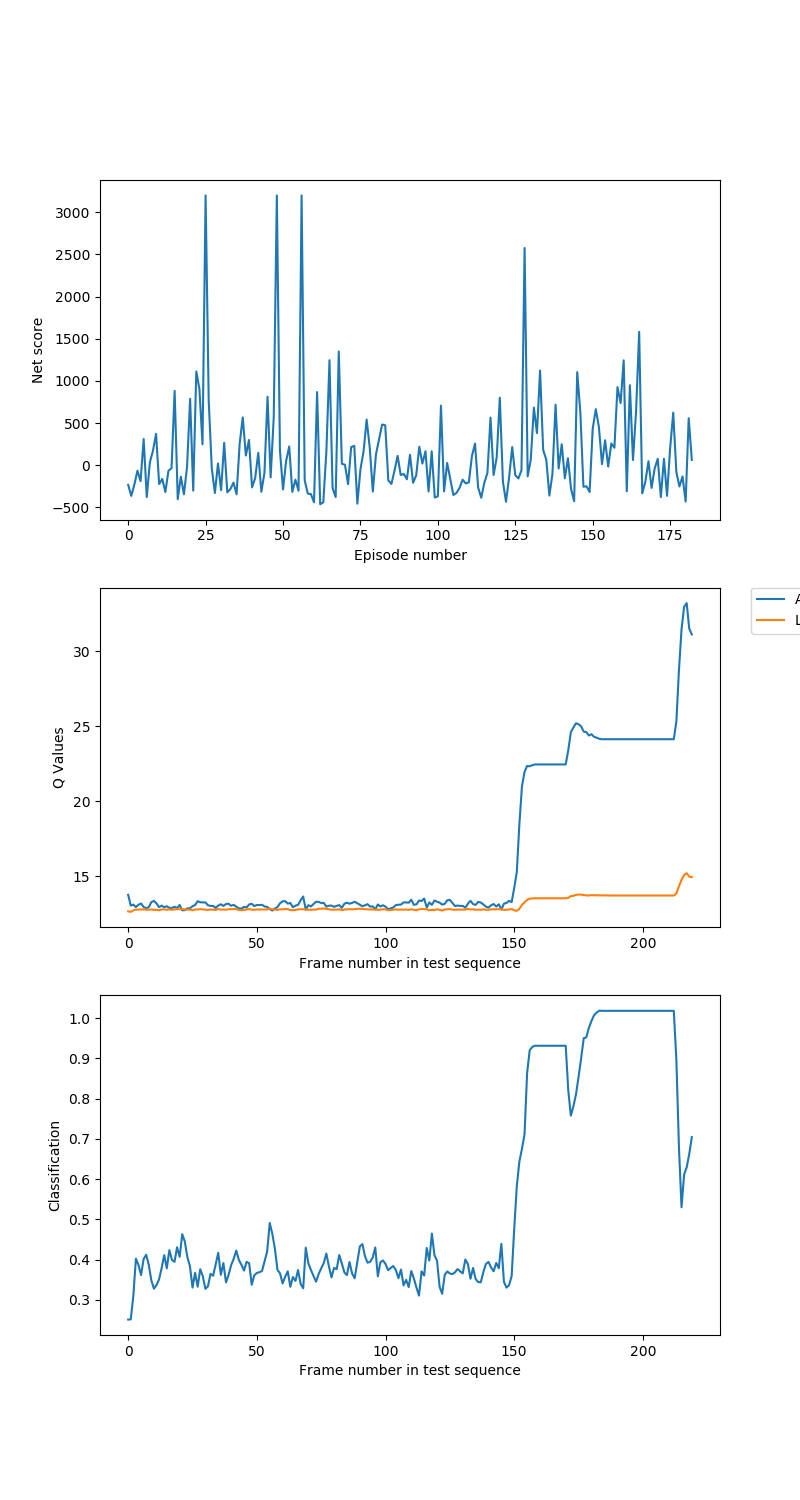 3000
2500
2000
1500
1000
500
0
−500
Net score
0 25 50 75 100 125 150 175
Episode number
30
25
20
15
Q Values
0 50 100 150 200
Frame number in test sequence
1.0
0.9
0.8
0.7
0.6
0.5
0.4
0.3
Classification
0 50 100 150 200
Frame number in test sequence